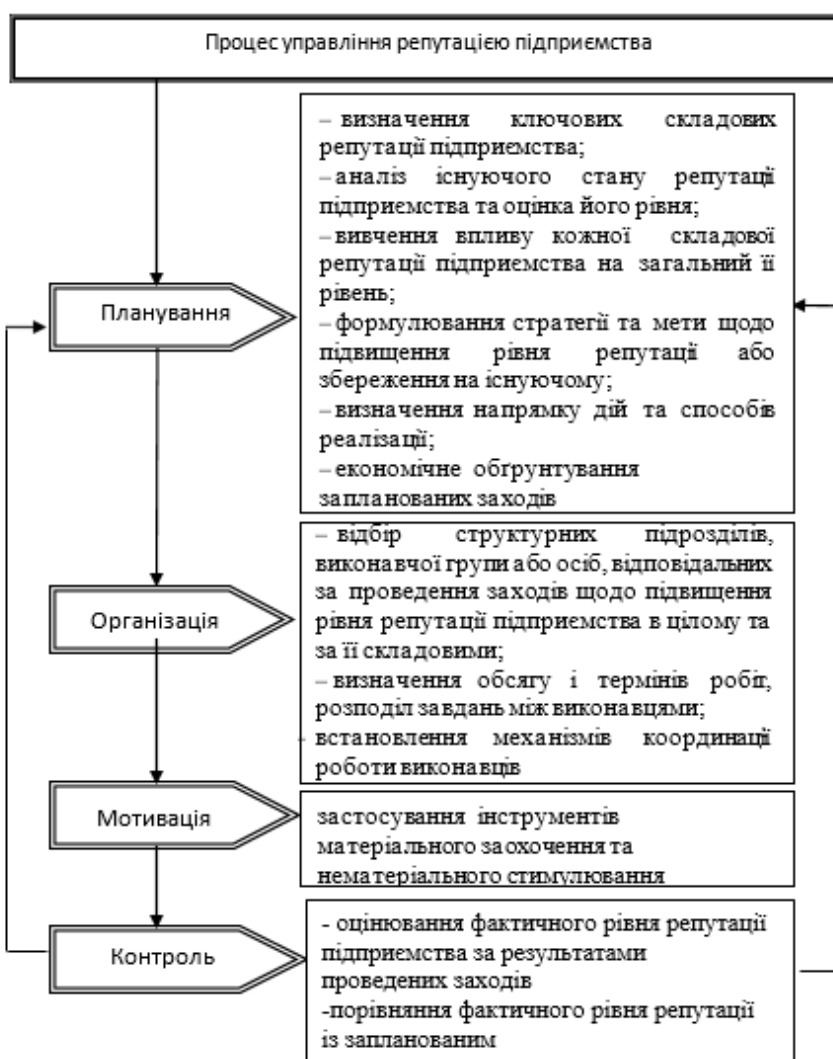 Процес управління репутацією підприємства
– визначення ключових складових
репутації підприємства;
– аналіз існуючого стану репутації
підприємства та оцінка його рівня;
– вивчення впливу кожної складової
репутації підприємства на загальний її
рівень;
– формулювання стратегії та мети щодо
підвищення рівня репутації або
збереження на існуючому;
– визначення напрямку дій та способів
реалізації;
– економічне обґрунтування
запланованих заходів
Планування
– відбір структурних підрозділів,
виконавчої групи або осіб, відповідальних
за проведення заходів щодо підвищення
рівня репутації підприємства в цілому та
за її складовими;
– визначення обсягу і термінів робіт,
розподіл завдань між виконавцями;
- встановлення механізмів координації
роботи виконавців
Організація
Мотивація
застосування інструментів
матеріального заохочення та
нематеріального стимулювання
Контроль
- оцінювання фактичного рівня репутації
підприємства за результатами
проведених заходів
-порівняння фактичного рівня репутації
із запланованим